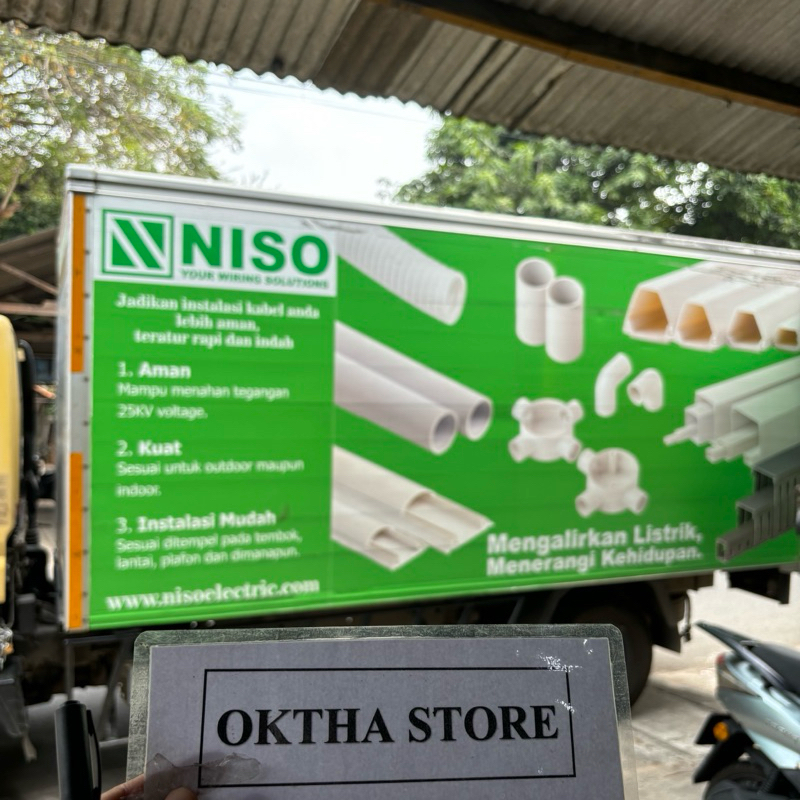 NISO
YOUR WIRING SOLUTIONS
Jadikan instalasi kabel anda
lebih aman,
teratur rapi dan indah
1. Aman
Mampu menahan tegangan
25KV voltage.
2. Kuat
Sesuai untuk outdoor maupun
indoor.
3. Instalasi Mudah
Sesuai ditempel pada tembok,
lantai, plafon dan dimanapun.
www.nisoelectric.com
Mengalirkan Listrik,
Menerangi Kehidupan.
OKTHA STORE